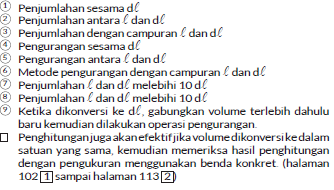 ① Penjumlahan sesama dℓ
② Penjumlahan antara ℓ dan dℓ
③ Penjumlahan dengan campuran ℓ dan dℓ
④ Pengurangan sesama dℓ
⑤ Pengurangan antara ℓ dan dℓ
⑥ Metode pengurangan dengan campuran ℓ dan dℓ
⑦ Penjumlahan ℓ dan dℓ melebihi 10 dℓ
⑧ Penjumlahan ℓ dan dℓ melebihi 10 dℓ
⑨ Ketika dikonversi ke dℓ, gabungkan volume terlebih dahulu
baru kemudian dilakukan operasi pengurangan.
□ Penghitungan juga akan efektif jika volume dikonversi ke dalam
satuan yang sama, kemudian memeriksa hasil penghitungan
dengan pengukuran menggunakan benda konkret. (halaman
102 1 sampai halaman 113 2)